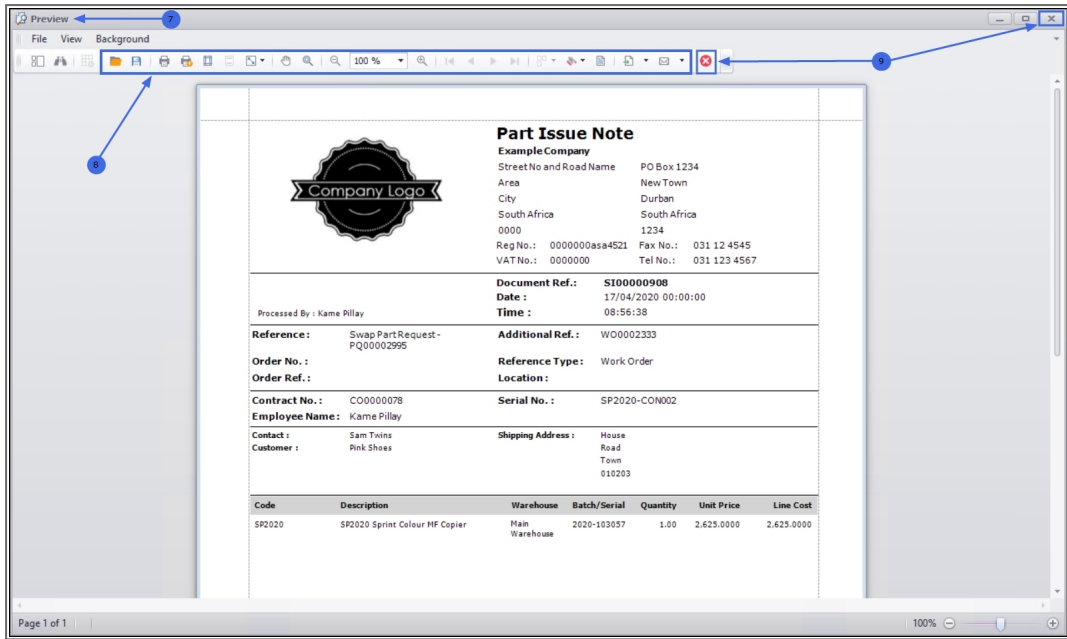 Preview
7
File View Background
100 %
9
8
Company Logo
Part Issue Note
Example Company
Street No and Road Name PO Box 1234
Area New Town
City Durban
South Africa South Africa
0000 1234
Reg No.: 0000000asa4521 Fax No.: 031 12 4545
VAT No.: 0000000 Tel No.: 031 123 4567
Document Ref.: SI00000908
Date : 17/04/2020 00:00:00
Processed By : Kame Pillay Time : 08:56:38
Reference : Swap Part Request - Additional Ref. : WO0002333
PQ00002995
Order No. : Reference Type : Work Order
Order Ref. : Location :
Contract No. : CO0000078 Serial No. : SP2020-CON002
Employee Name : Kame Pillay
Contact : Sam Twins Shipping Address : House
Customer : Pink Shoes Road
Town
010203
Code Description Warehouse Batch/Serial Quantity Unit Price Line Cost
SP2020 SP2020 Sprint Colour MF Copier Main 2020-103057 1.00 2,625.0000 2,625.0000
Warehouse
Page 1 of 1 100%